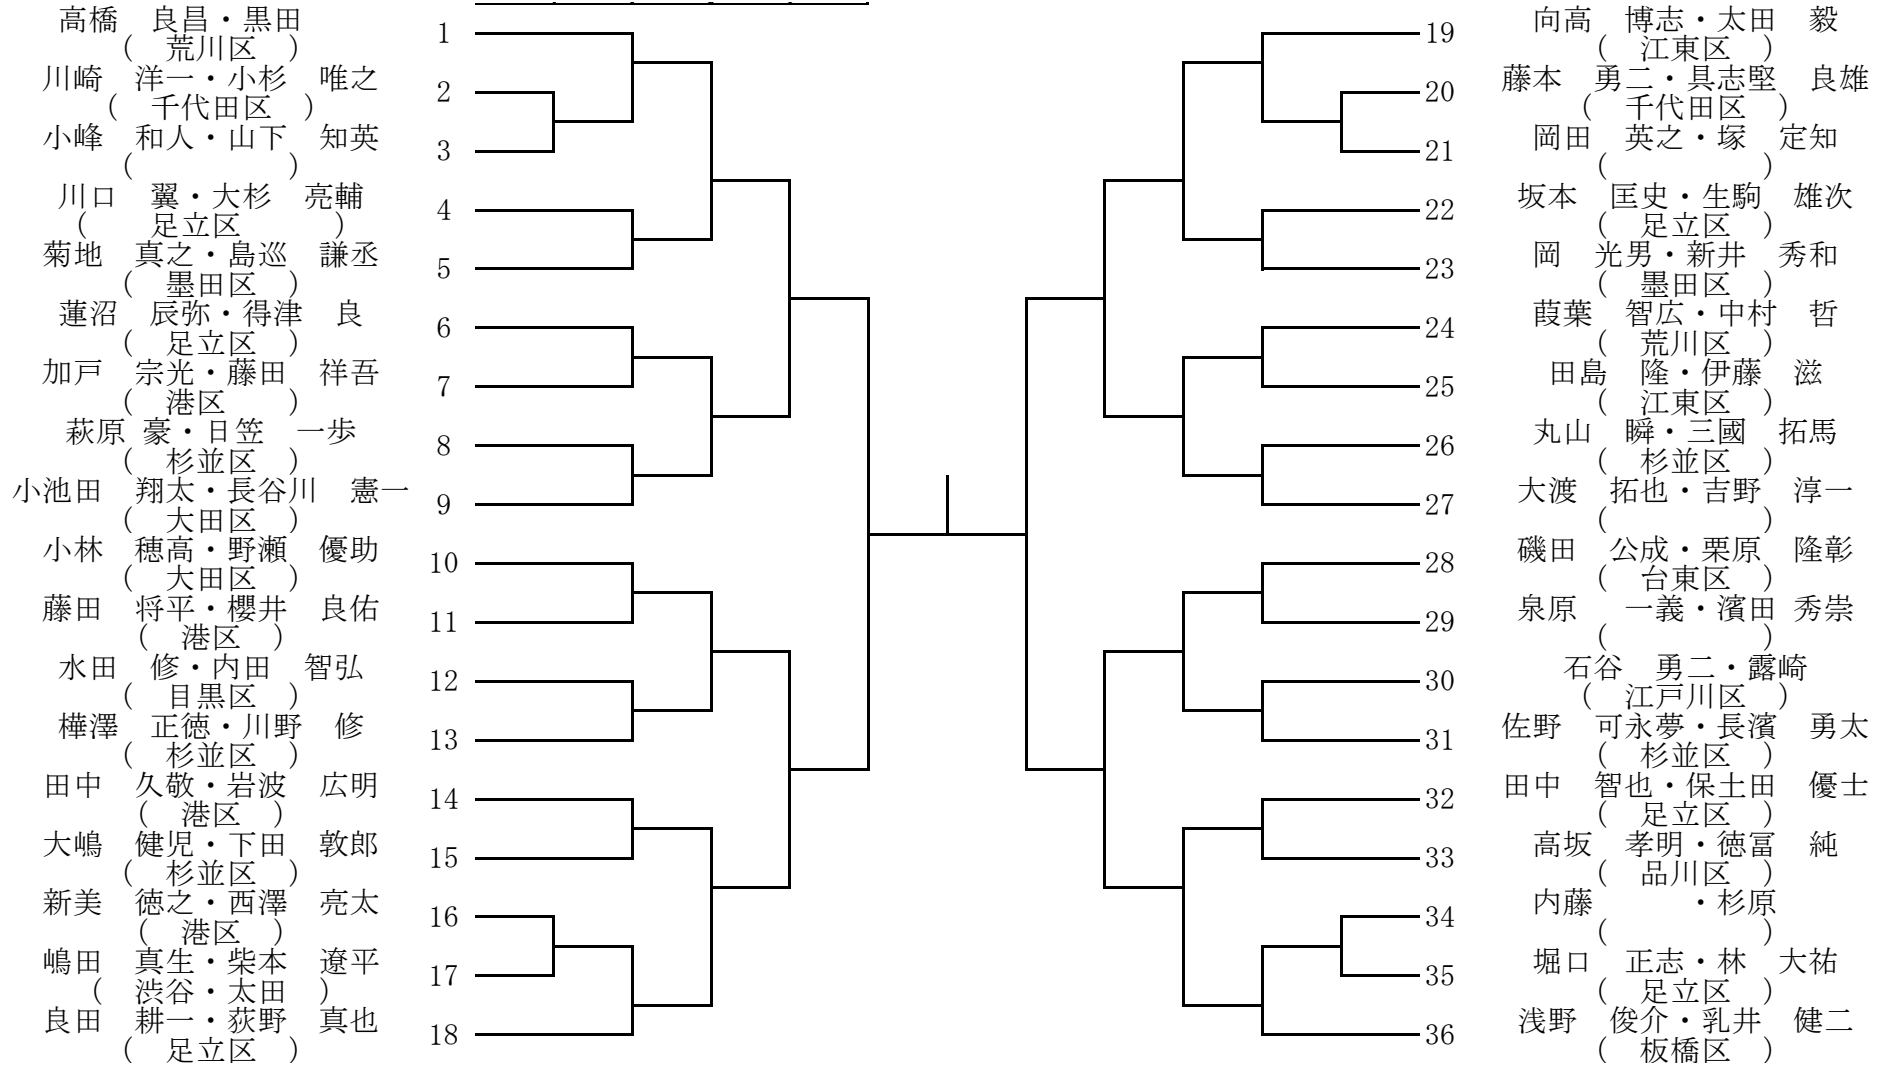 高橋　良昌・黒田
（　荒川区　）
1
川崎　洋一・小杉　唯之
（　千代田区　）
2
小峰　和人・山下　知英
（　　　　　）
3
川口　翼・大杉　亮輔
（　　足立区　　　）
4
菊地　真之・島巡　謙丞
（　墨田区　）
5
蓮沼　辰弥・得津　良
（　足立区　）
6
加戸　宗光・藤田　祥吾
（　港区　　）
7
萩原 豪・日笠　一歩
（　杉並区　）
8
小池田　翔太・長谷川　憲一
（　大田区　）
9
小林　穂高・野瀬　優助
（　大田区　）
10
藤田　将平・櫻井　良佑
（　港区　）
11
水田　修・内田　智弘
（　目黒区　）
12
樺澤　正徳・川野　修
（　杉並区　）
13
田中　久敬・岩波　広明
（　港区　）
14
大嶋　健児・下田　敦郎
（　杉並区　）
15
新美　徳之・西澤　亮太
（　港区　）
16
嶋田　真生・柴本　遼平
（　渋谷・太田　）
17
良田　耕一・荻野　真也
（　足立区　）
18
向高　博志・太田　毅
（　江東区　）
19
藤本　勇二・具志堅　良雄
（　千代田区　）
20
岡田　英之・塚　定知
（　　　　　）
21
坂本　匡史・生駒　雄次
（　足立区　）
22
岡　光男・新井　秀和
（　墨田区　）
23
葭葉　智広・中村　哲
（　荒川区　）
24
田島　隆・伊藤　滋
（　江東区　）
25
丸山　瞬・三國　拓馬
（　杉並区　）
26
大渡　拓也・吉野　淳一
（　　　　　）
27
磯田　公成・栗原　隆彰
（　台東区　）
28
泉原　 一義・濱田 秀崇
（　　　　　）
29
石谷　勇二・露崎
（　江戸川区　）
30
佐野　可永夢・長濱　勇太
（　杉並区　）
31
田中　智也・保土田　優士
（　足立区　）
32
高坂　孝明・徳冨　純
（　品川区　）
33
内藤　　　・杉原
（　　　　　）
34
堀口　正志・林　大祐
（　足立区　）
35
浅野　俊介・乳井　健二
（　板橋区　）
36